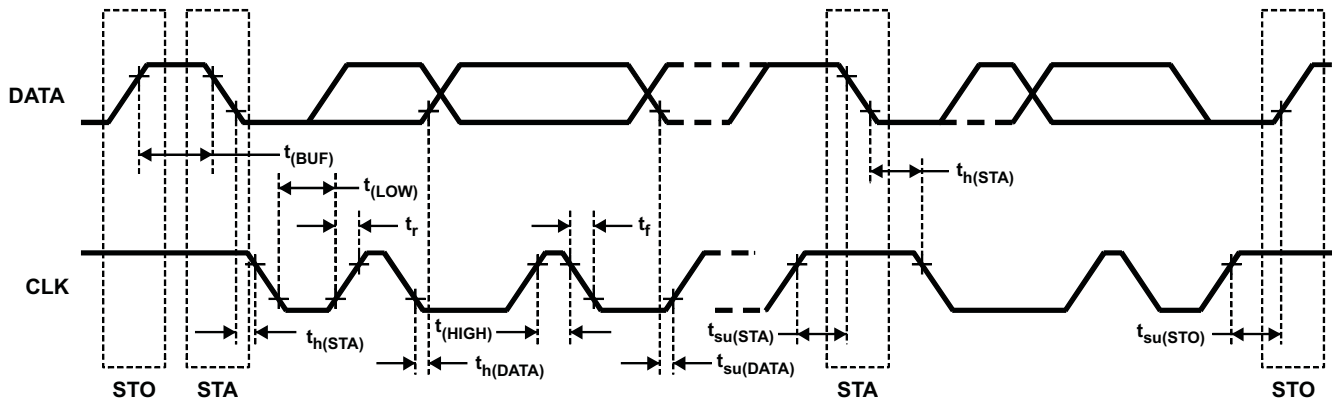 DATA
t(BUF)
t(LOW)
th(STA)
tr
tf
CLK
th(STA)
t(HIGH)
th(DATA)
tsu(DATA)
tsu(STA)
tsu(STO)
STO
STA
STA
STO